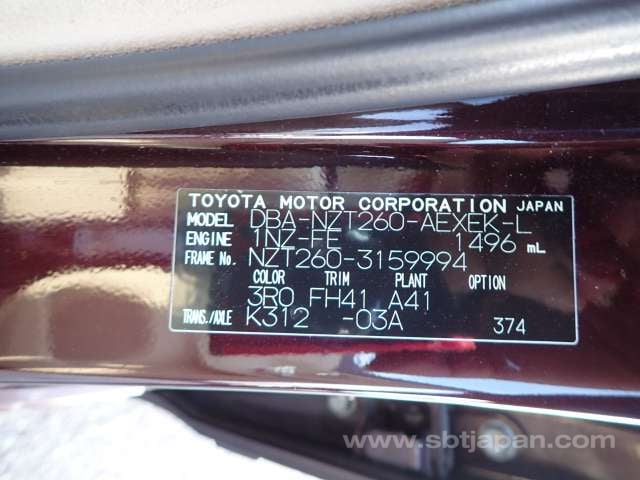 TOYOTA MOTOR CORPORATION JAPAN
MODEL DBA-NZT260-AEXEK-L
ENGINE 1NZ-FE 1496 mL
FRAME No. NZT260-3159994
COLOR TRIM PLANT OPTION
3R0 FH41 A41
TRANS./AXLE K312 -03A 374
www.sbtjapan.com